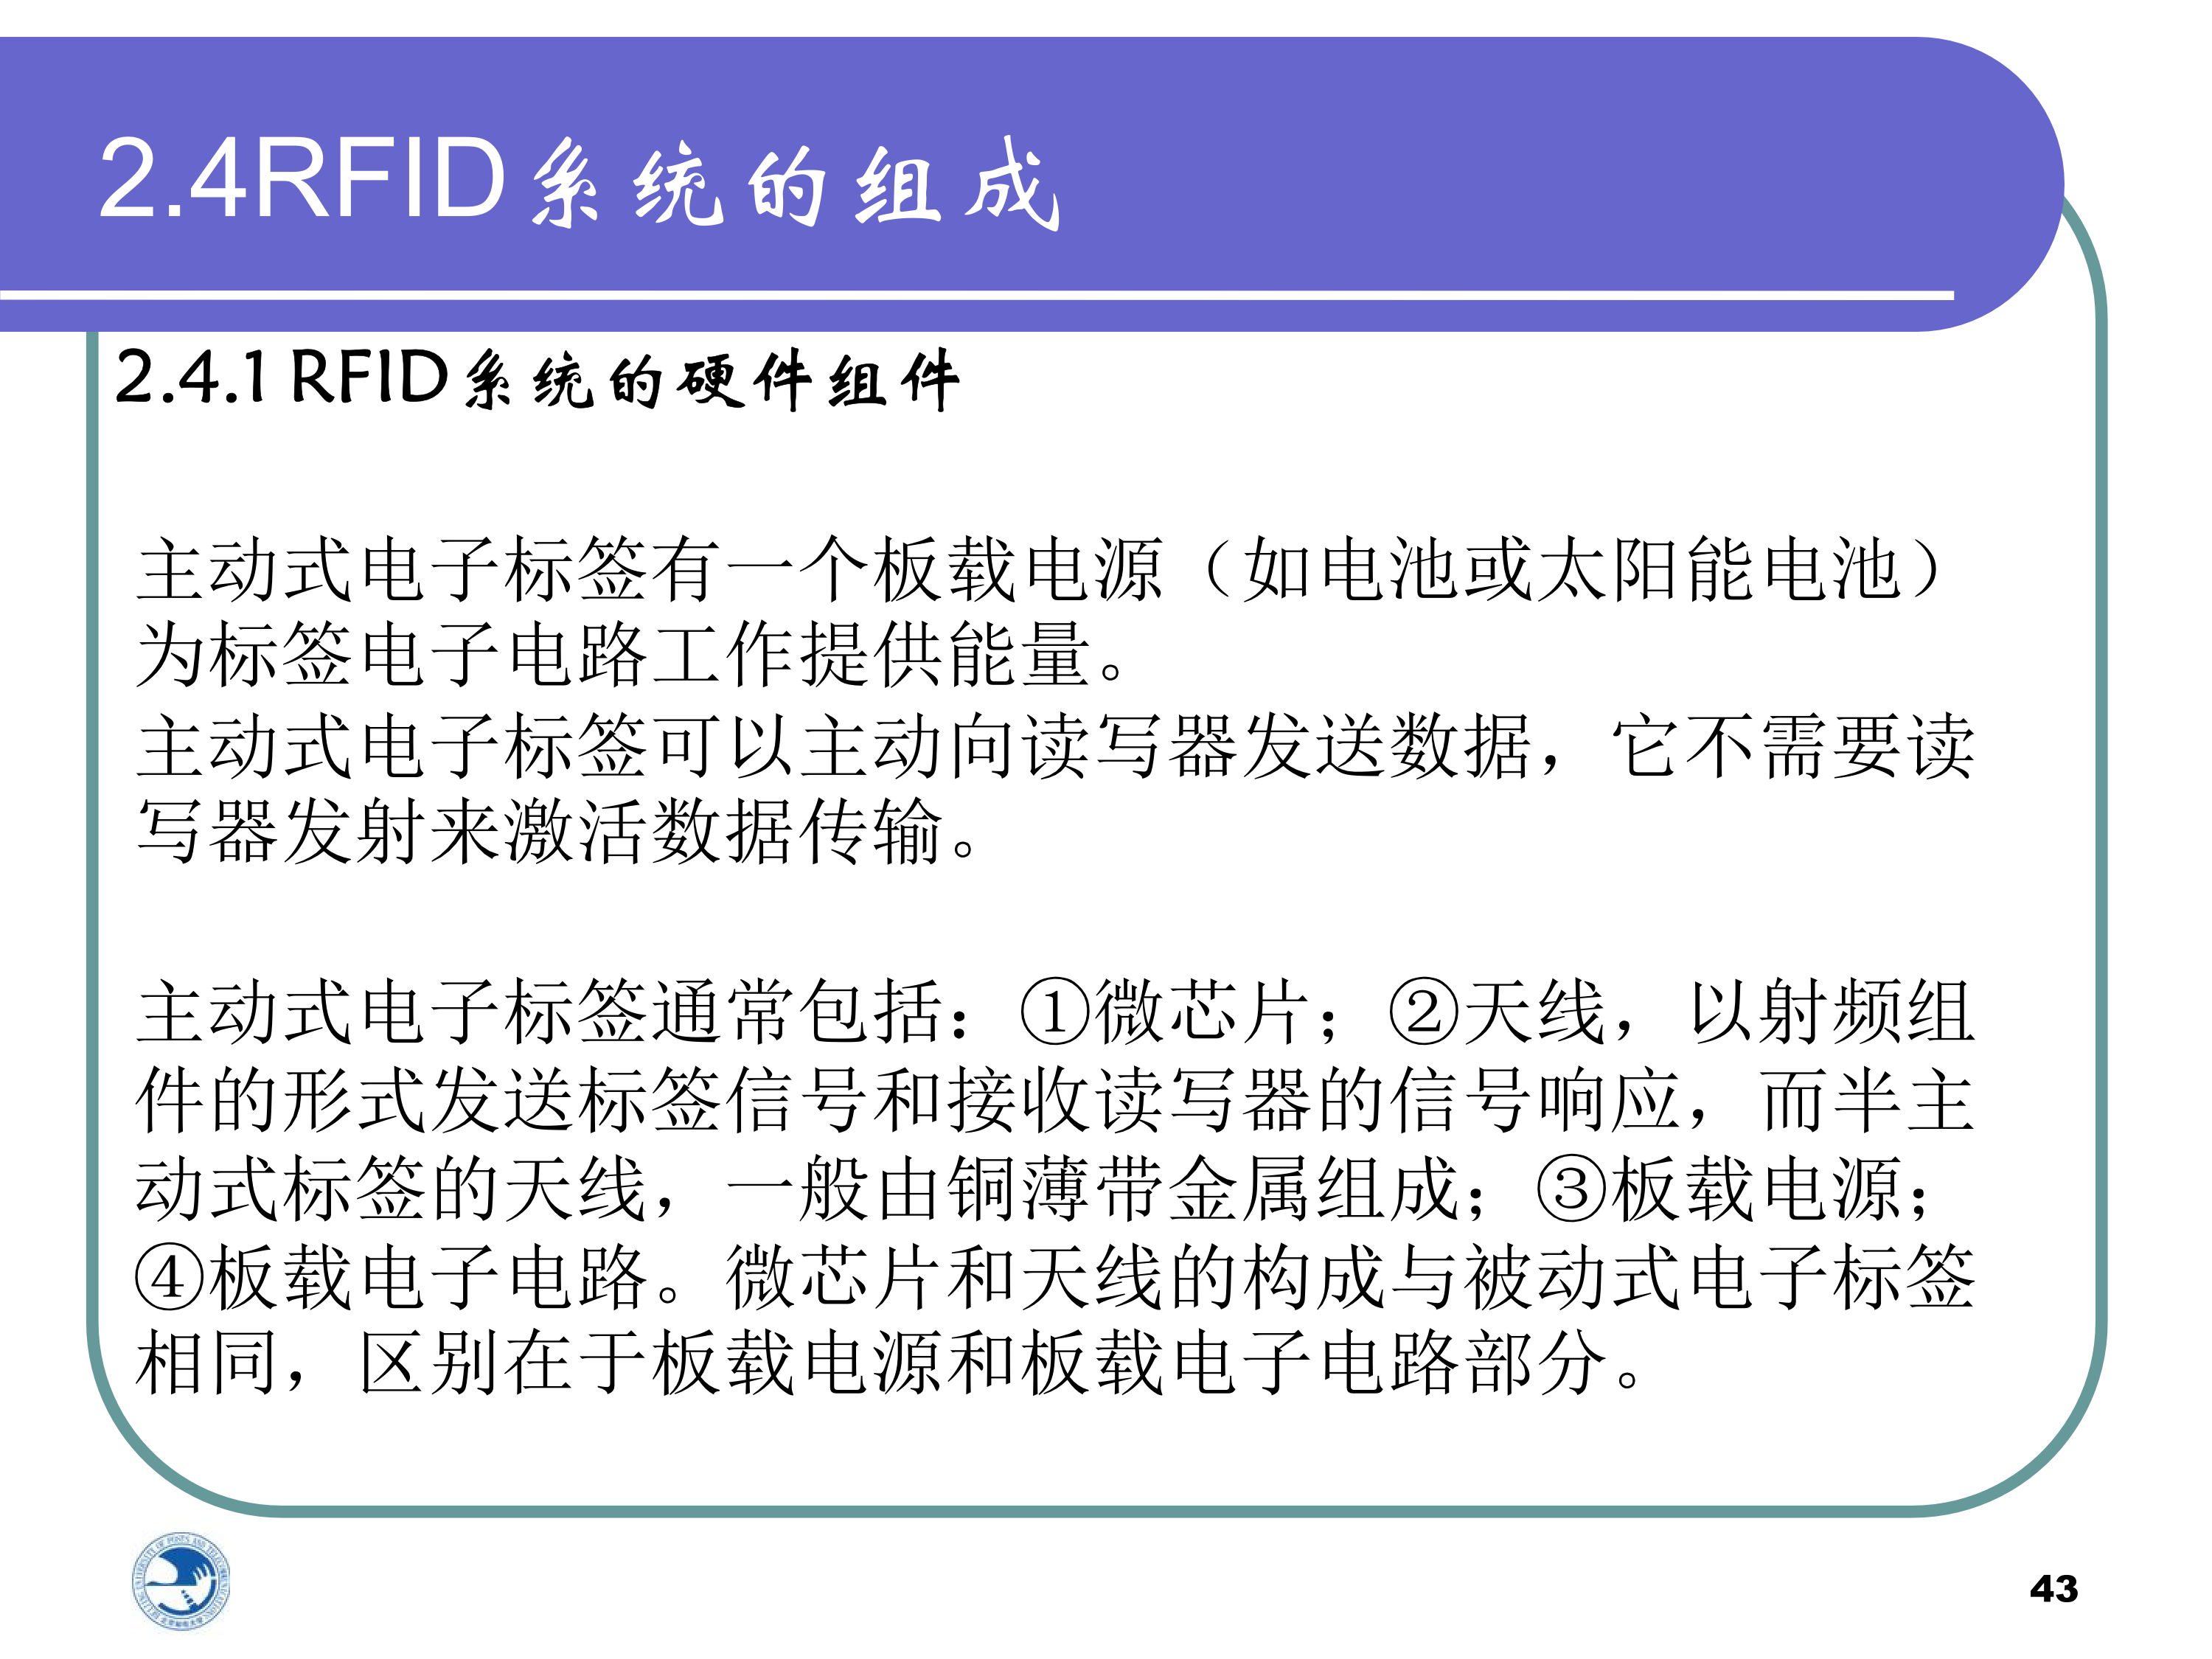 2.4RFID系统的组成
2.4.1 RFID系统的硬件组件
主动式电子标签有一个板载电源（如电池或太阳能电池）
为标签电子电路工作提供能量。
主动式电子标签可以主动向读写器发送数据，它不需要读
写器发射来激活数据传输。
主动式电子标签通常包括：①微芯片；②天线，以射频组
件的形式发送标签信号和接收读写器的信号响应，而半主
动式标签的天线，一般由铜薄带金属组成；③板载电源；
④板载电子电路。微芯片和天线的构成与被动式电子标签
相同，区别在于板载电源和板载电子电路部分。
43